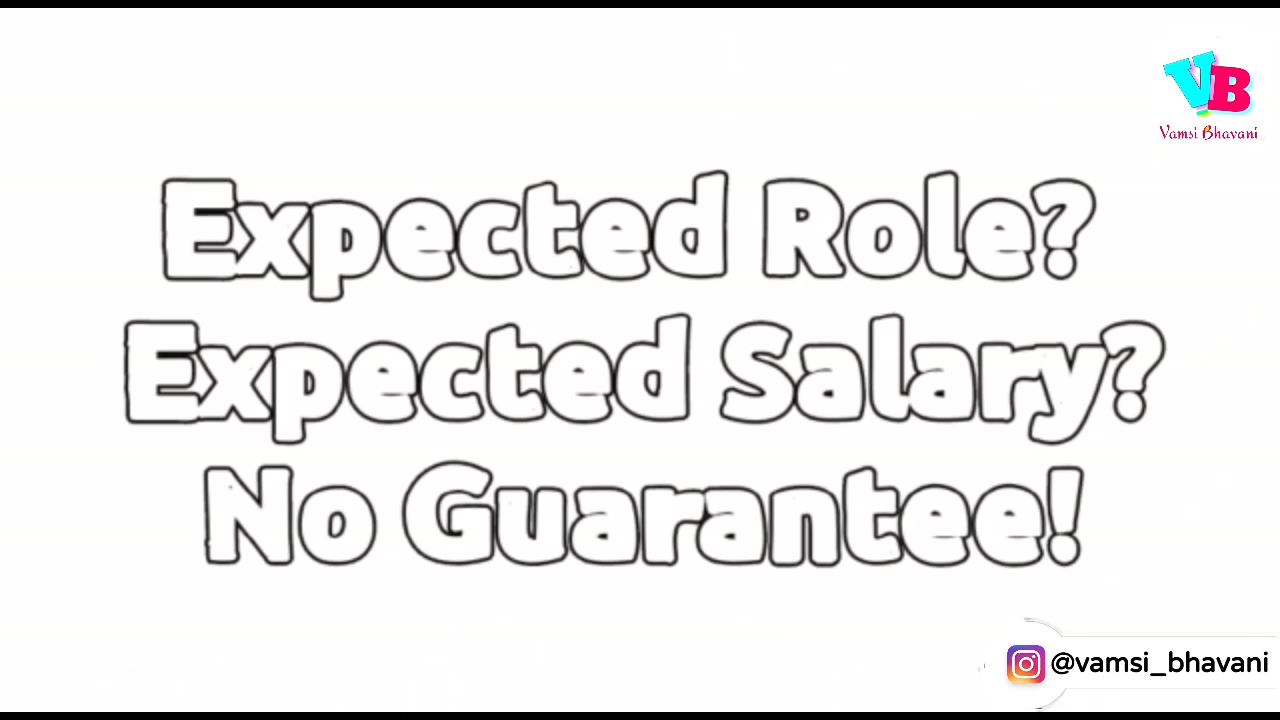 VB
Vamsi Bhavani
Expected Role?
Expected Salary?
No Guarantee!
@vamsi_bhavani